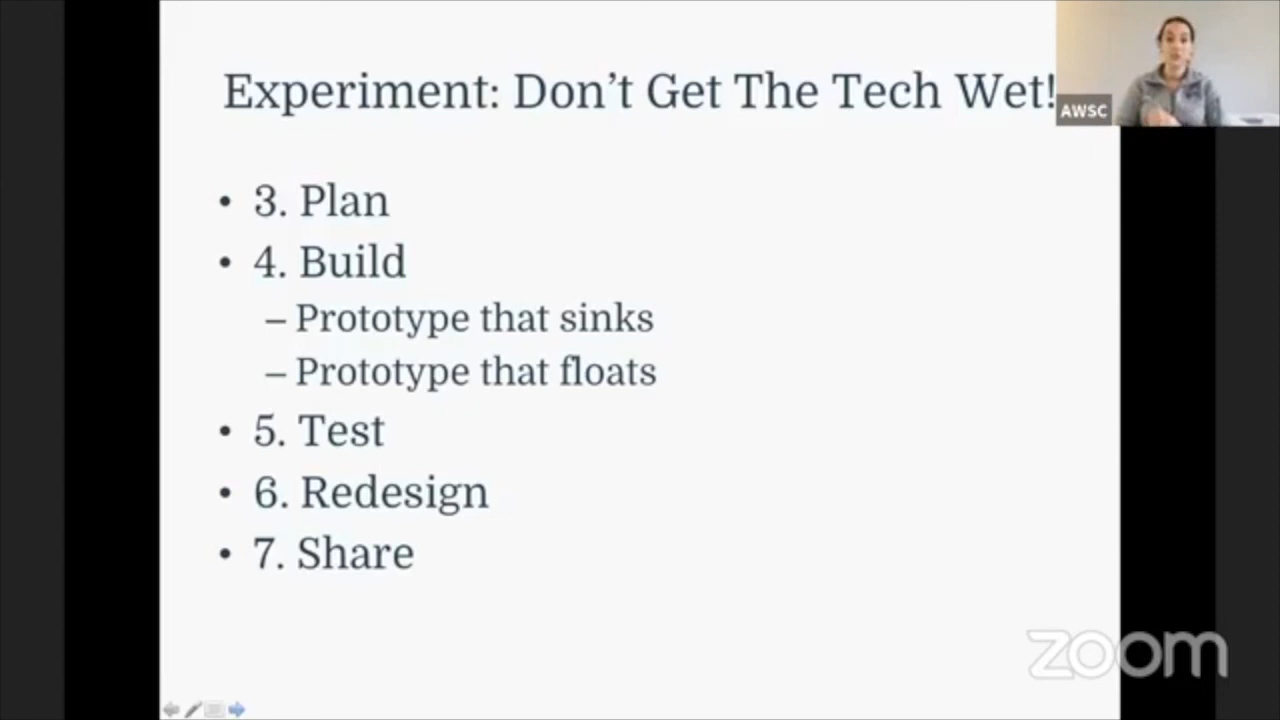 Experiment: Don't Get The Tech Wet!
AWSC
• 3. Plan
• 4. Build
– Prototype that sinks
– Prototype that floats
• 5. Test
• 6. Redesign
• 7. Share
zoom